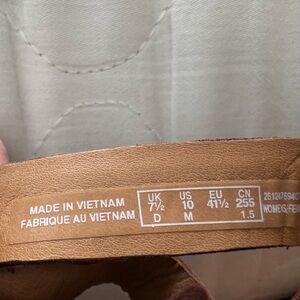 MADE IN VIETNAM
FABRIQUE AU VIETNAM
UK US EU CN
7½ 10 41½ 255
D M 1.5